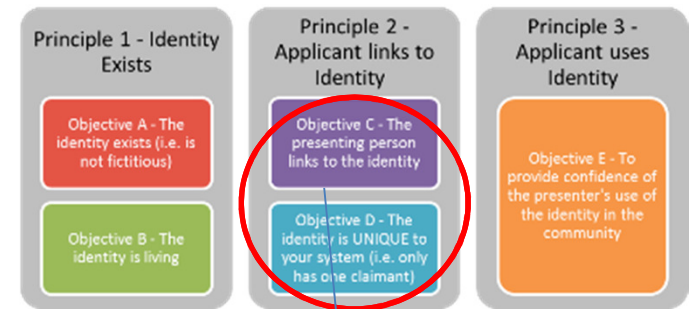 Principle 1 - Identity
Exists
Objective A - The
identity exists (i.e. is
not fictitious)
Objective B - The
identity is living
Principle 2 -
Applicant links to
Identity
Objective C - The
presenting person
links to the identity
Objective D - The
identity is UNIQUE to
your system (i.e. only
has one claimant)
Principle 3 -
Applicant uses
Identity
Objective E - To
provide confidence of
the presenter's use of
the identity in the
community